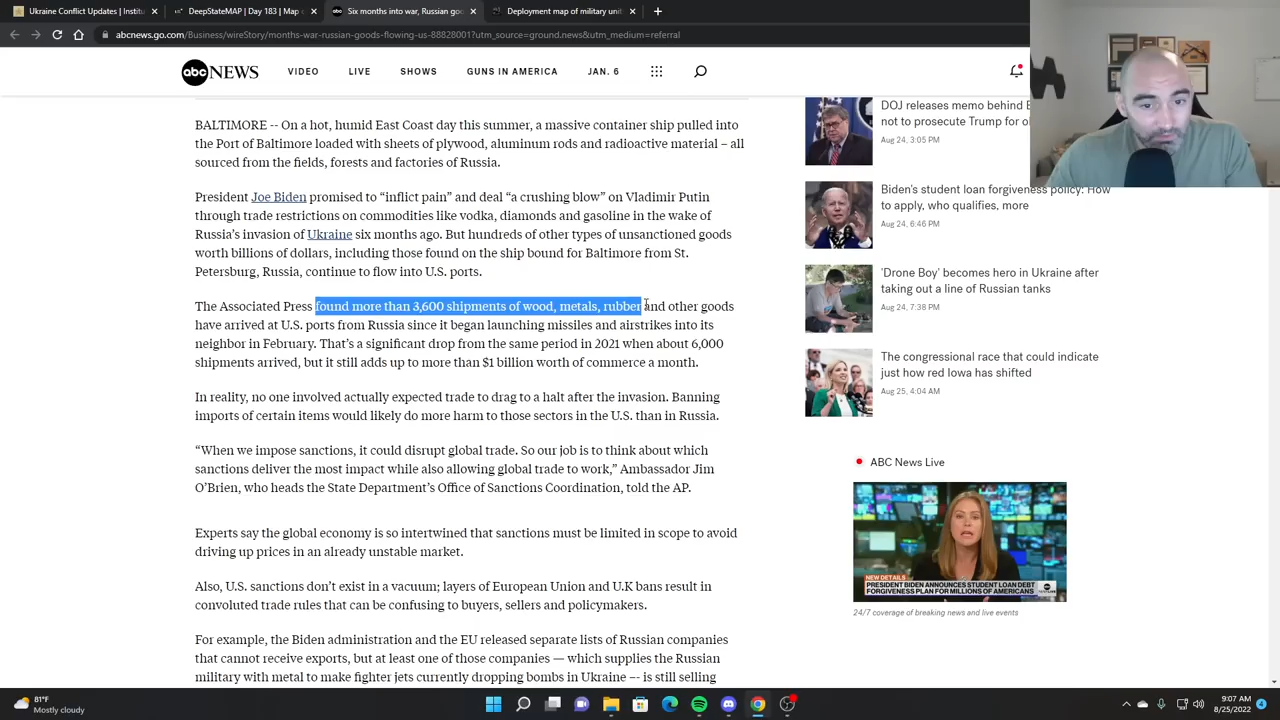 Ukraine Conflict Updates | Instit
Day 183 | Map
Deployment map of military unit
abcnews.go.com/Business/wireStory/months-war-russian-goods-flowing-us-88828001?utm_source=ground.news&utm_medium=referral
abc NEWS
VIDEO
LIVE
SHOWS
GUNS IN AMERICA
JAN. 6
BALTIMORE -- On a hot, humid East Coast day this summer, a massive container ship pulled into
the Port of Baltimore loaded with sheets of plywood, aluminum rods and radioactive material – all
sourced from the fields, forests and factories of Russia.
President Joe Biden promised to “inflict pain” and deal “a crushing blow” on Vladimir Putin
through trade restrictions on commodities like vodka, diamonds and gasoline in the wake of
Russia’s invasion of Ukraine six months ago. But hundreds of other types of unsanctioned goods
worth billions of dollars, including those found on the ship bound for Baltimore from St.
Petersburg, Russia, continue to flow into U.S. ports.
The Associated Press found more than 3,600 shipments of wood, metals, rubber and other goods
have arrived at U.S. ports from Russia since it began launching missiles and airstrikes into its
neighbor in February. That’s a significant drop from the same period in 2021 when about 6,000
shipments arrived, but it still adds up to more than $1 billion worth of commerce a month.
In reality, no one involved actually expected trade to drag to a halt after the invasion. Banning
imports of certain items would likely do more harm to those sectors in the U.S. than in Russia.
“When we impose sanctions, it could disrupt global trade. So our job is to think about which
sanctions deliver the most impact while also allowing global trade to work,” Ambassador Jim
O’Brien, who heads the State Department’s Office of Sanctions Coordination, told the AP.
Experts say the global economy is so intertwined that sanctions must be limited in scope to avoid
driving up prices in an already unstable market.
Also, U.S. sanctions don’t exist in a vacuum; layers of European Union and U.K bans result in
convoluted trade rules that can be confusing to buyers, sellers and policymakers.
For example, the Biden administration and the EU released separate lists of Russian companies
that cannot receive exports, but at least one of those companies — which supplies the Russian
military with metal to make fighter jets currently dropping bombs in Ukraine –- is still selling
DOJ releases memo behind
not to prosecute Trump for
Aug 24, 3:05 PM
Biden's student loan forgiveness policy: How
to apply, who qualifies, more
Aug 24, 6:46 PM
'Drone Boy' becomes hero in Ukraine after
taking out a line of Russian tanks
Aug 24, 7:38 PM
The congressional race that could indicate
just how red Iowa has shifted
Aug 25, 4:04 AM
ABC News Live
NEW DETAILS
PRESIDENT BIDEN ANNOUNCES STUDENT LOAN DEBT
FORGIVENESS PLAN FOR MILLIONS OF AMERICANS
24/7 coverage of breaking news and live events
81°F
Mostly cloudy
9:07 AM
8/25/2022